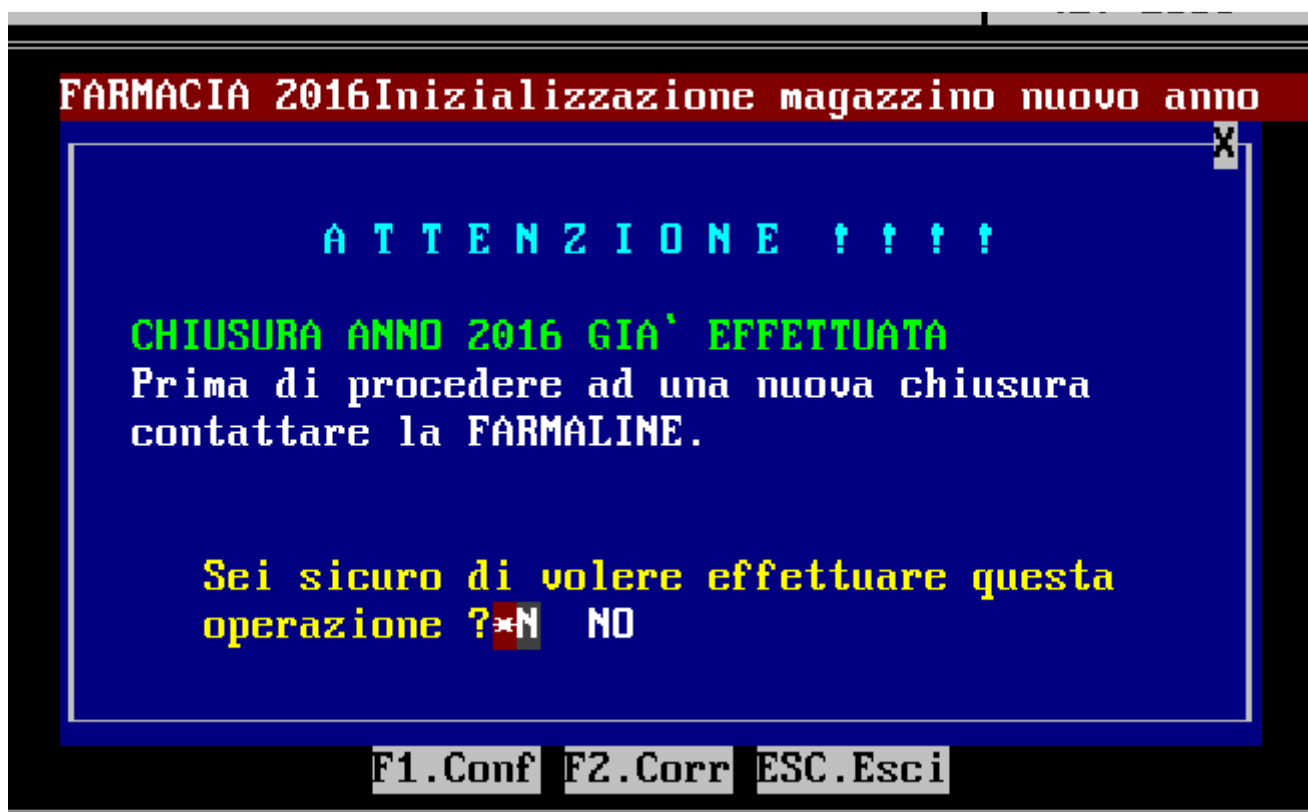 FARMACIA 2016Inizializzazione magazzino nuovo anno
X
A T T E N Z I O N E ! ! ! !
CHIUSURA ANNO 2016 GIA` EFFETTUATA
Prima di procedere ad una nuova chiusura
contattare la FARMALINE.
Sei sicuro di volere effettuare questa
operazione ?*N NO
F1.Conf F2.Corr ESC.Esci